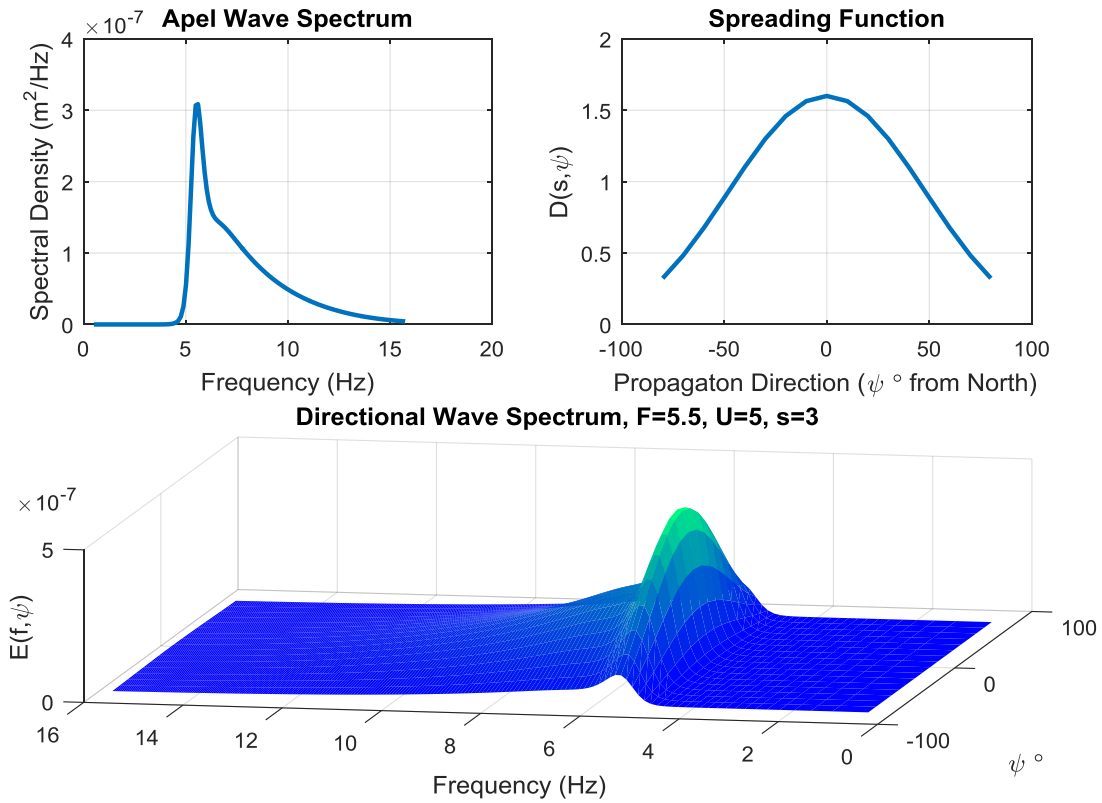 Apel Wave Spectrum
×10⁻⁷
4
3
2
1
0
Spectral Density (m²/Hz)
0 5 10 15 20
Frequency (Hz)
Spreading Function
2
1.5
1
0.5
0
D(s,ψ)
-100 -50 0 50 100
Propagaton Direction (ψ ° from North)
Directional Wave Spectrum, F=5.5, U=5, s=3
×10⁻⁷
5
0
E(f,ψ)
16 14 12 10 8 6 4 2 0
Frequency (Hz)
100
0
-100
ψ °